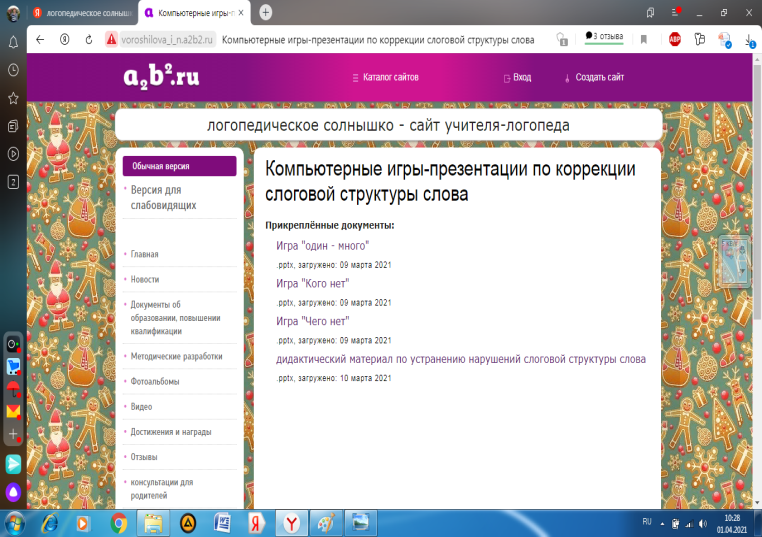 логопедическое солнышк
Компьютерные игры-п
voroshilova_i_n.a2b2.ru Компьютерные игры-презентации по коррекции слоговой структуры слова
3 отзыва
ABP
a2b2.ru
Каталог сайтов
Вход
Создать сайт
логопедическое солнышко - сайт учителя-логопеда
Обычная версия
Версия для
слабовидящих
Главная
Новости
Документы об
образовании, повышении
квалификации
Методические разработки
Фотоальбомы
Видео
Достижения и награды
Отзывы
консультации для
родителей
Компьютерные игры-презентации по коррекции
слоговой структуры слова
Прикреплённые документы:
Игра "один - много"
.pptx, загружено: 09 марта 2021
Игра "Кого нет"
.pptx, загружено: 09 марта 2021
Игра "Чего нет"
.pptx, загружено: 09 марта 2021
дидактический материал по устранению нарушений слоговой структуры слова
.pptx, загружено: 10 марта 2021
2
RU
10:28
01.04.2021